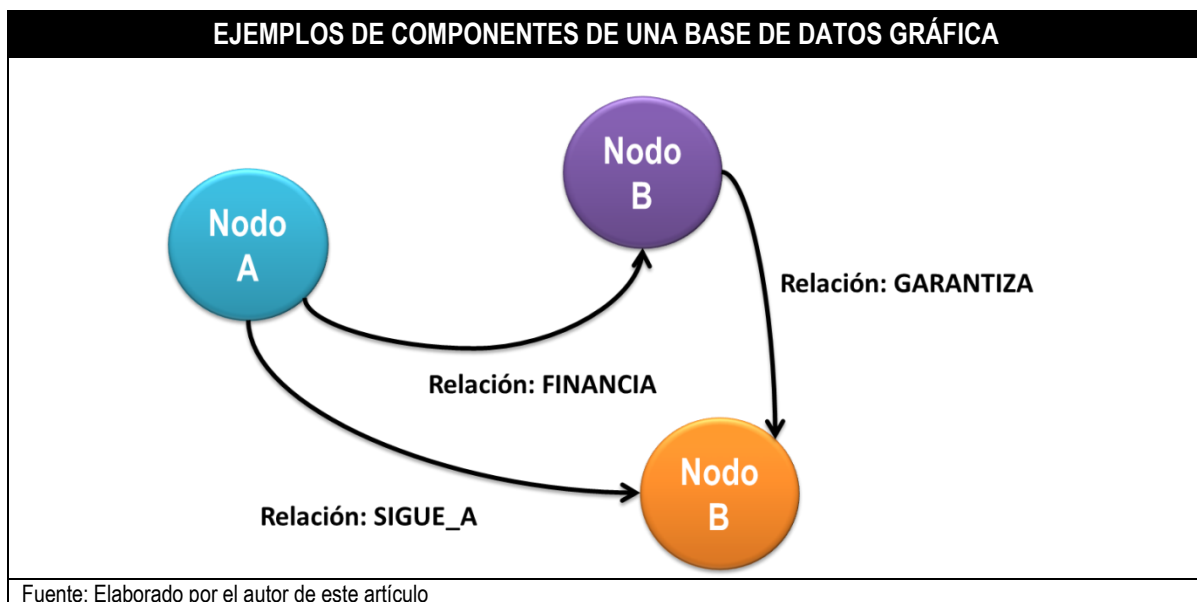 EJEMPLOS DE COMPONENTES DE UNA BASE DE DATOS GRÁFICA
Nodo
B
Nodo
A
Relación: GARANTIZA
Relación: FINANCIA
Nodo
B
Relación: SIGUE_A
Fuente: Elaborado por el autor de este artículo